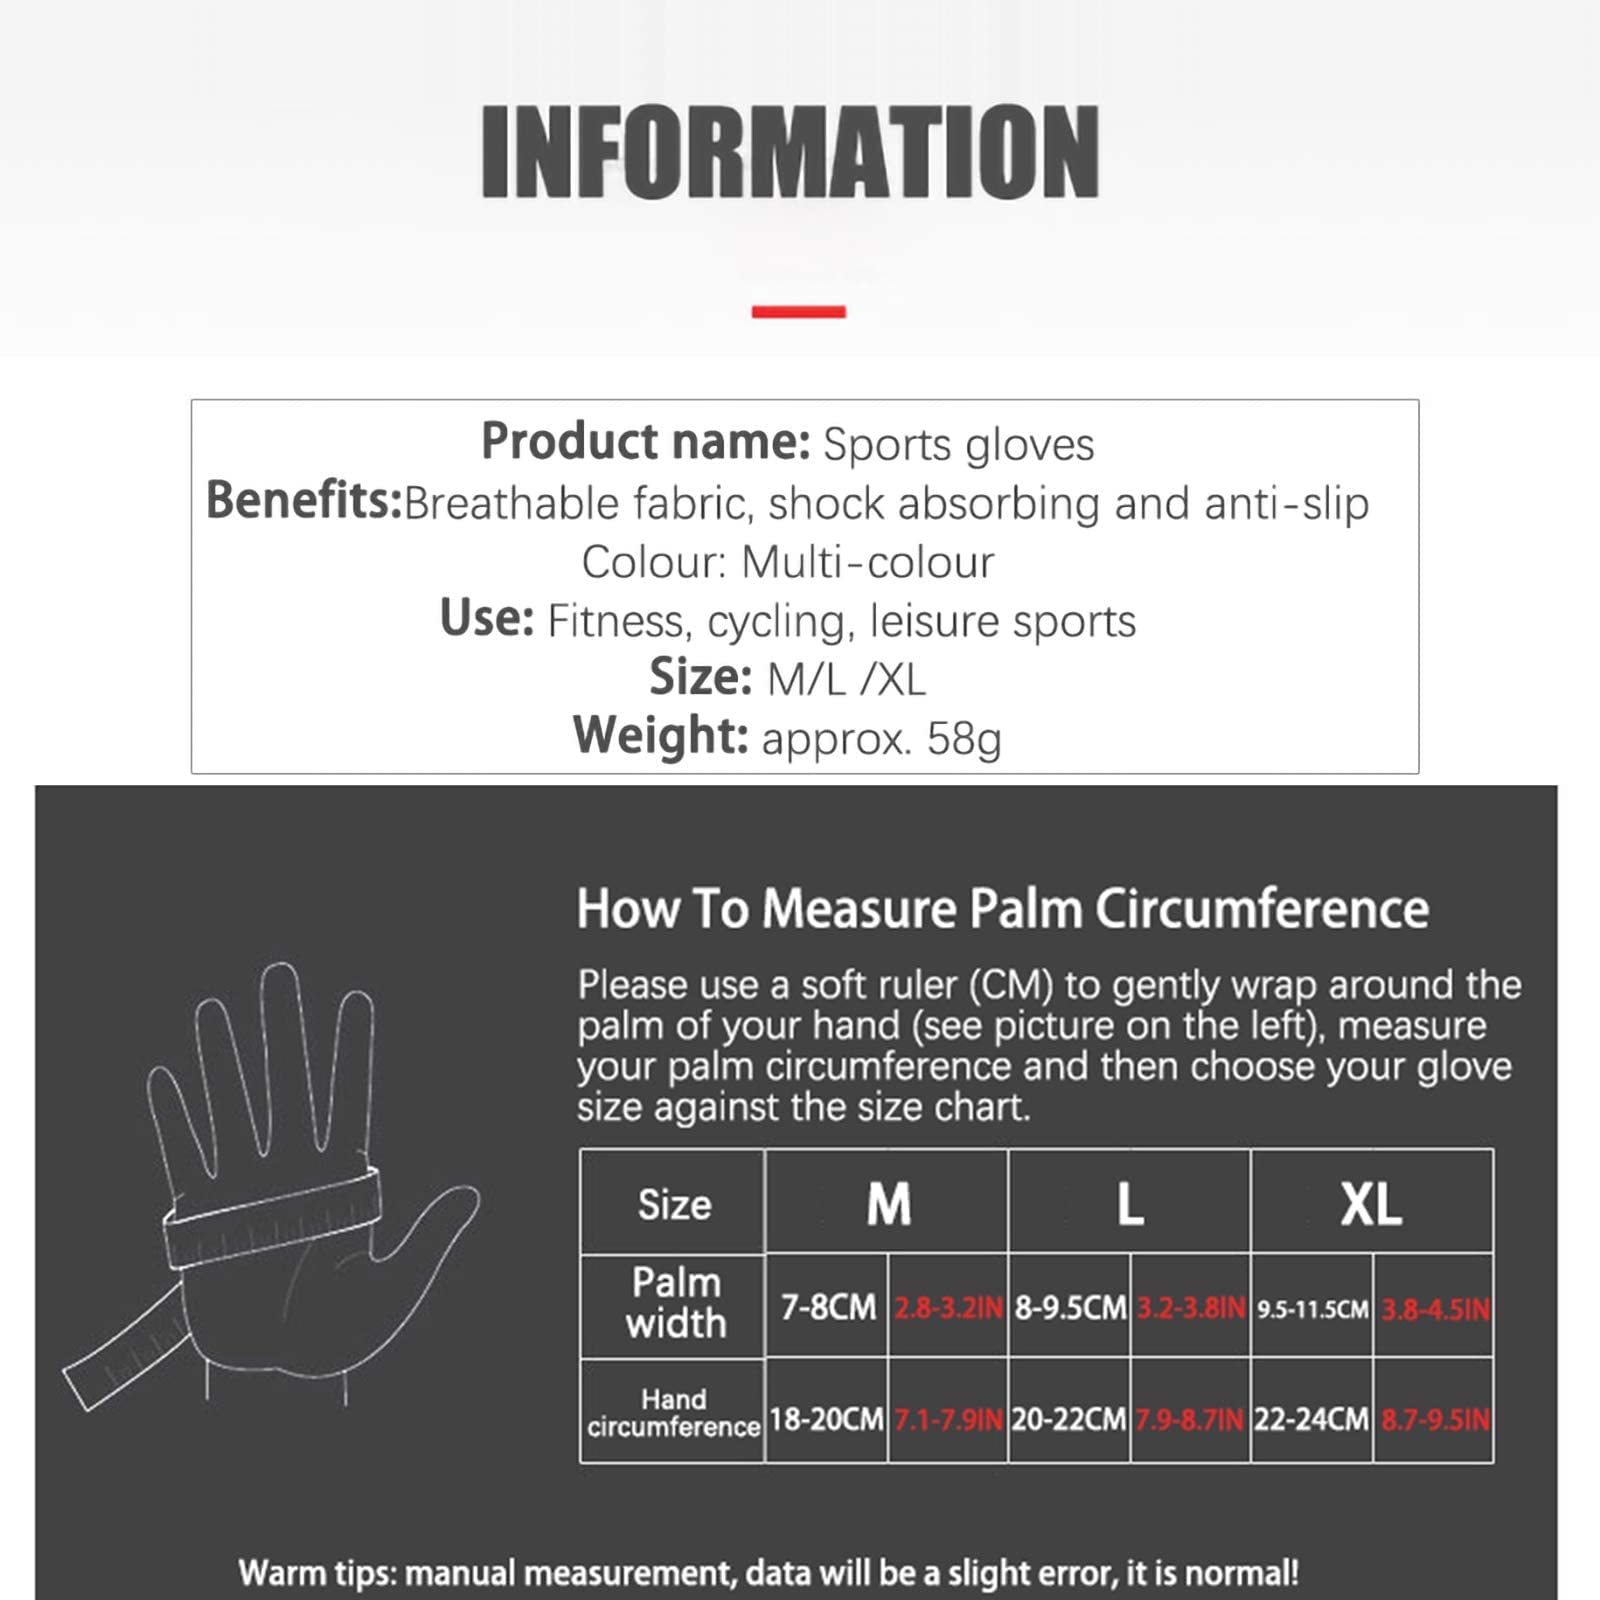 INFORMATION
Product name: Sports gloves
Benefits:Breathable fabric, shock absorbing and anti-slip
Colour: Multi-colour
Use: Fitness, cycling, leisure sports
Size: M/L /XL
Weight: approx. 58g
How To Measure Palm Circumference
Please use a soft ruler (CM) to gently wrap around the
palm of your hand (see picture on the left), measure
your palm circumference and then choose your glove
size against the size chart.
Size M L XL
Palm width 7-8CM 2.8-3.2IN 8-9.5CM 3.2-3.8IN 9.5-11.5CM 3.8-4.5IN
Hand circumference 18-20CM 7.1-7.9IN 20-22CM 7.9-8.7IN 22-24CM 8.7-9.5IN
Warm tips: manual measurement, data will be a slight error, it is normal!